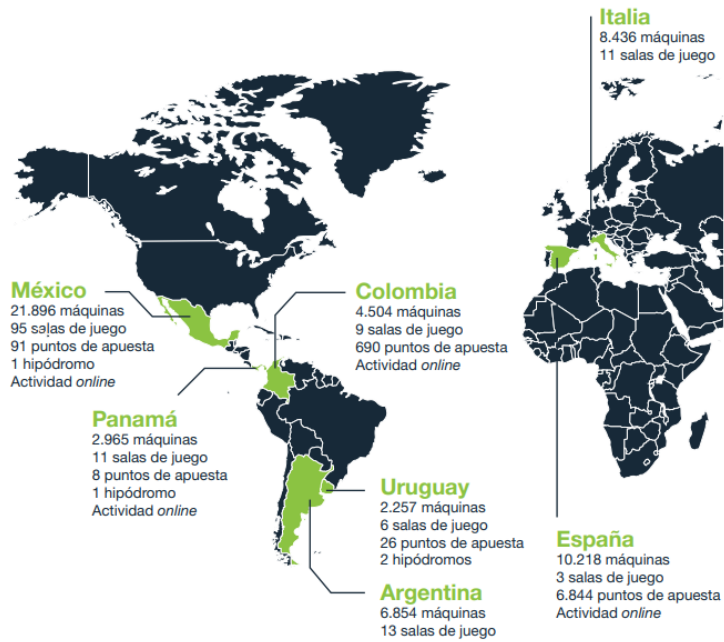 Italia
8.436 máquinas
11 salas de juego
México
21.896 máquinas
95 salas de juego
91 puntos de apuesta
1 hipódromo
Actividad online
Colombia
4.504 máquinas
9 salas de juego
690 puntos de apuesta
Actividad online
Panamá
2.965 máquinas
11 salas de juego
8 puntos de apuesta
1 hipódromo
Actividad online
Uruguay
2.257 máquinas
6 salas de juego
26 puntos de apuesta
2 hipódromos
España
10.218 máquinas
3 salas de juego
6.844 puntos de apuesta
Actividad online
Argentina
6.854 máquinas
13 salas de juego